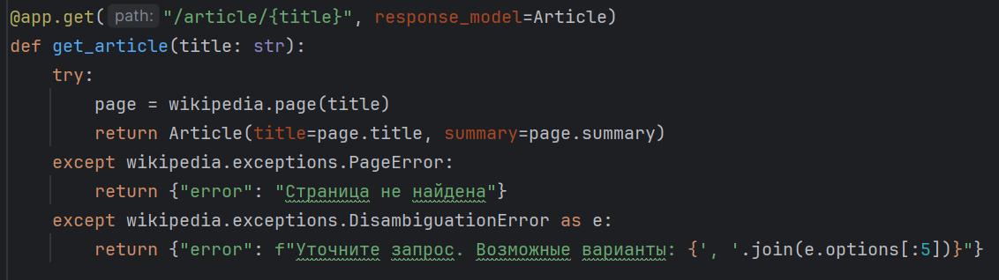 @app.get( path: "/article/{title}", response_model=Article)
def get_article(title: str):
    try:
        page = wikipedia.page(title)
        return Article(title=page.title, summary=page.summary)
    except wikipedia.exceptions.PageError:
        return {"error": "Страница не найдена"}
    except wikipedia.exceptions.DisambiguationError as e:
        return {"error": f"Уточните запрос. Возможные варианты: {', '.join(e.options[:5])}"}